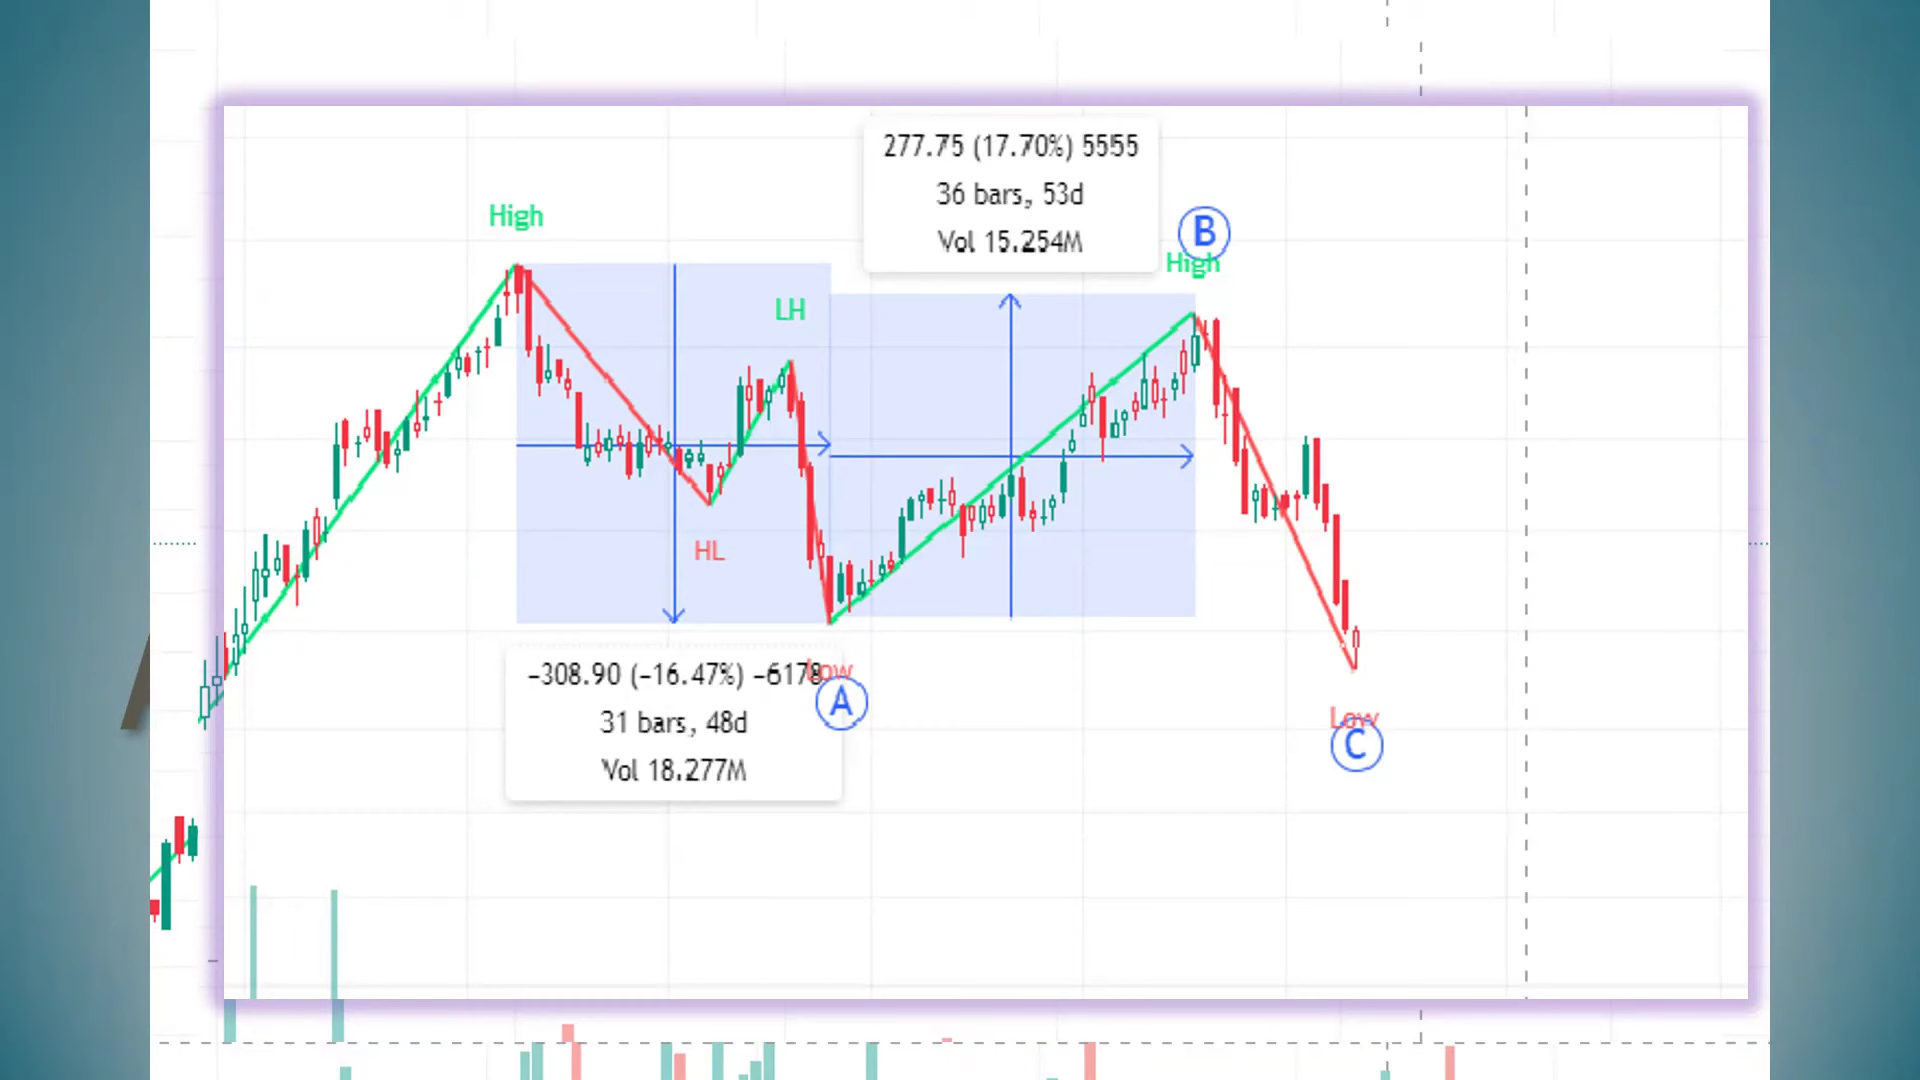 277.75 (17.70%) 5555
36 bars, 53d
Vol 15.254M
High
B
High
LH
HL
-308.90 (-16.47%) -6178
31 bars, 48d
Vol 18.277M
Low
A
Low
C